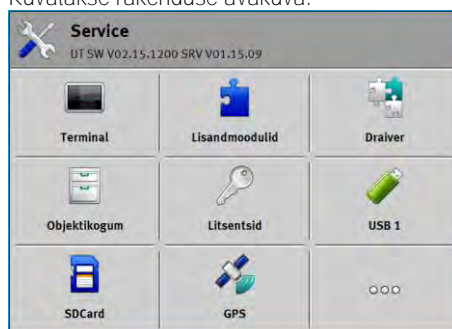 Kuvatakse rakenduse avakuva:
Service
UT SW V02.15.1200 SRV V01.15.09
Terminal
Lisandmoodulid
Draiver
Objektikogum
Litsentsid
USB 1
SDCard
GPS